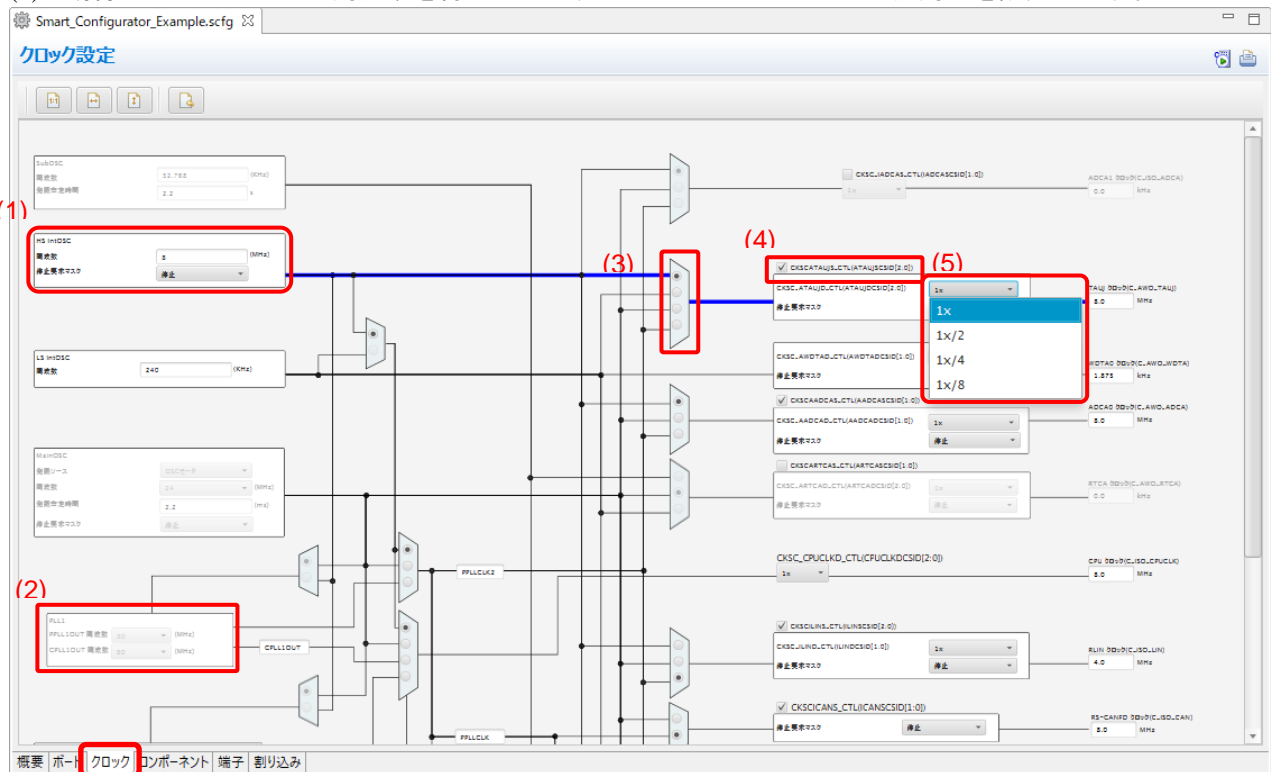 Smart_Configurator_Example.scfg
クロック設定
SubOSC
周波数 32.768 (KHz)
発振安定時間 2.2 s
CKSC_IADCAS_CTL(IADCASCSID[1:0])
1x
ADCA1 クロック(C_ISO_ADCA)
0.0 kHz
(1)
HS IntOSC
周波数 8 (MHz)
停止要求マスク 停止
(3)
(4)
CKSCATAUJS_CTL(ATAUJSCSID[2:0])
(5)
CKSC_ATAUJD_CTL(ATAUJDCSID[2:0]) 1x
停止要求マスク
1x
1x/2
1x/4
1x/8
TAUJ クロック(C_AWO_TAUJ)
8.0 MHz
LS IntOSC
周波数 240 (KHz)
CKSC_AWDTAD_CTL(AWDTADCSID[1:0])
停止要求マスク
WDTA0 クロック(C_AWO_WDTA)
1.875 kHz
CKSCAADCAS_CTL(AADCASCSID[1:0])
CKSC_AADCAD_CTL(AADCADCSID[1:0]) 1x
停止要求マスク 停止
ADCA0 クロック(C_AWO_ADCA)
8.0 MHz
MainOSC
発振ソース OSCモード
周波数 24 (MHz)
発振安定時間 2.2 (ms)
停止要求マスク 停止
CKSCARTCAS_CTL(ARTCASCSID[1:0])
CKSC_ARTCAD_CTL(ARTCADCSID[2:0]) 1x
停止要求マスク 停止
RTCA クロック(C_AWO_RTCA)
0.0 kHz
PPLLCLK2
CKSC_CPUCLKD_CTL(CPUCLKDCSID[2:0])
1x
CPU クロック(C_ISO_CPUCLK)
8.0 MHz
(2)
PLL1
PPLL1OUT 周波数 80 (MHz)
CPLL1OUT 周波数 80 (MHz)
CPLL1OUT
CKSCILINS_CTL(ILINSCSID[2:0])
CKSC_ILIND_CTL(ILINDCSID[1:0]) 1x
停止要求マスク 停止
RLIN クロック(C_ISO_LIN)
4.0 MHz
PPLLCLK
CKSCICANS_CTL(ICANSCSID[1:0])
停止要求マスク 停止
RS-CANFD クロック(C_ISO_CAN)
8.0 MHz
概要 ボード クロック コンポーネント 端子 割り込み